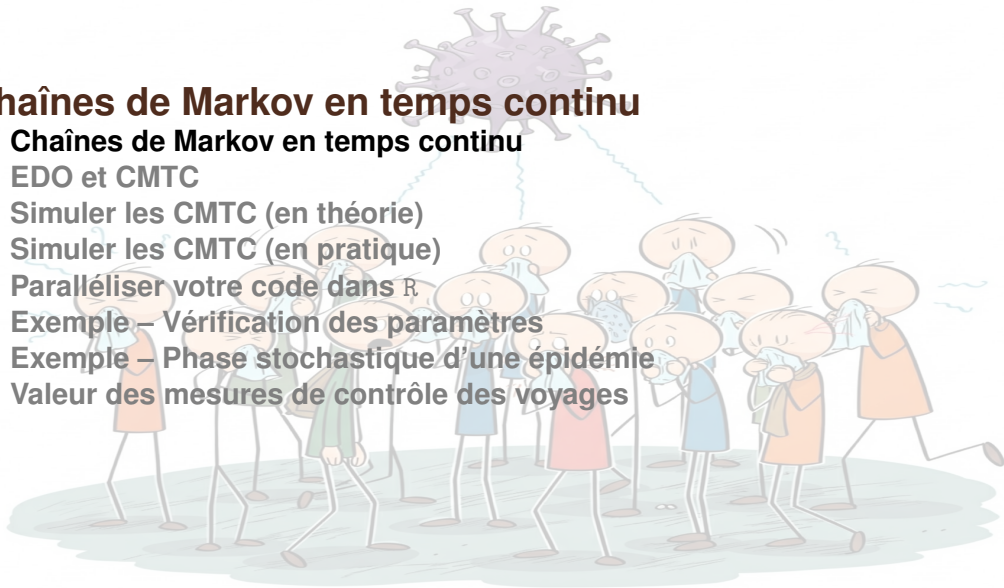 haînes de Markov en temps continu
Chaînes de Markov en temps continu
EDO et CMTC
Simuler les CMTC (en théorie)
Simuler les CMTC (en pratique)
Paralléliser votre code dans R
Exemple – Vérification des paramètres
Exemple – Phase stochastique d'une épidémie
Valeur des mesures de contrôle des voyages